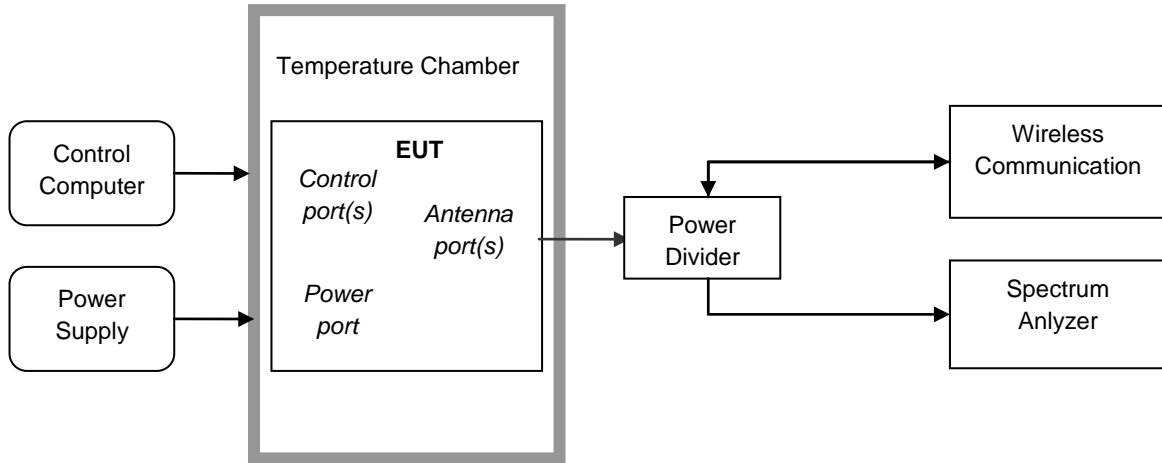 Temperature Chamber
Control
Computer
Power
Supply
EUT
Control
port(s)
Antenna
port(s)
Power
port
Power
Divider
Wireless
Communication
Spectrum
Anlyzer